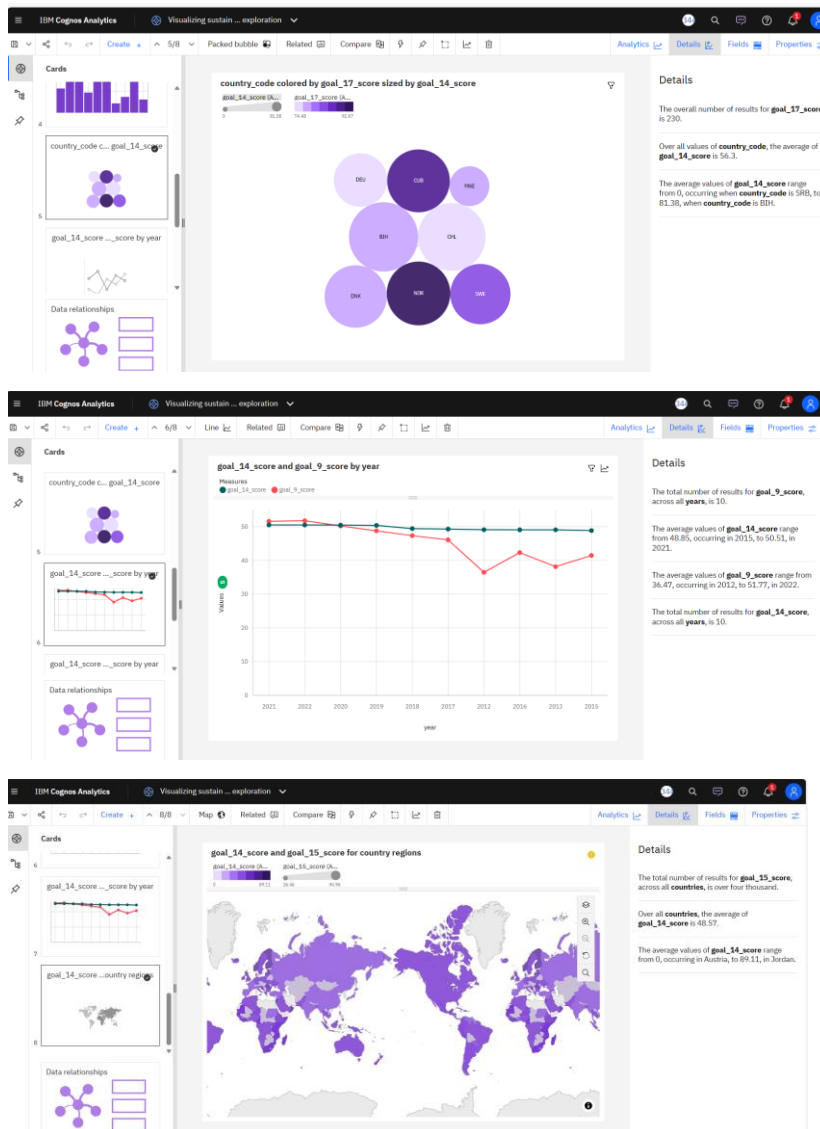 IBM Cognos Analytics
Visualizing sustain ... exploration
Create +
5/8
Packed bubble
Related
Compare
Analytics
Details
Fields
Properties
Cards
4
country_code c... goal_14_score
5
goal_14_score ..._score by year
Data relationships
country_code colored by goal_17_score sized by goal_14_score
goal_14_score (A...
goal_17_score (A...
0
81.38
DEU
CUB
MNE
BIH
CHL
DNK
NOR
SWE
Details
The overall number of results for goal_17_score
is 230.
Over all values of country_code, the average of
goal_14_score is 56.3.
The average values of goal_14_score range
from 0, occurring when country_code is SRB, to
81.38, when country_code is BIH.
IBM Cognos Analytics
Visualizing sustain ... exploration
Create +
6/8
Line
Related
Compare
Analytics
Details
Fields
Properties
Cards
country_code c... goal_14_score
5
goal_14_score ..._score by year
6
goal_14_score ..._score by year
Data relationships
goal_14_score and goal_9_score by year
Measures
goal_14_score
goal_9_score
Values
50
40
30
20
10
0
2021
2022
2020
2019
2018
2017
2012
2016
2013
2015
year
Details
The total number of results for goal_9_score,
across all years, is 10.
The average values of goal_14_score range
from 48.85, occurring in 2015, to 50.51, in
2021.
The average values of goal_9_score range from
36.47, occurring in 2012, to 51.77, in 2022.
The total number of results for goal_14_score,
across all years, is 10.
IBM Cognos Analytics
Visualizing sustain ... exploration
Create +
8/8
Map
Related
Compare
Analytics
Details
Fields
Properties
Cards
6
goal_14_score ..._score by year
7
goal_14_score ...ountry regions
8
Data relationships
goal_14_score and goal_15_score for country regions
goal_14_score (A...
goal_15_score (A...
0
89.11
Details
The total number of results for goal_15_score,
across all countries, is over four thousand.
Over all countries, the average of
goal_14_score is 48.57.
The average values of goal_14_score range
from 0, occurring in Austria, to 89.11, in Jordan.